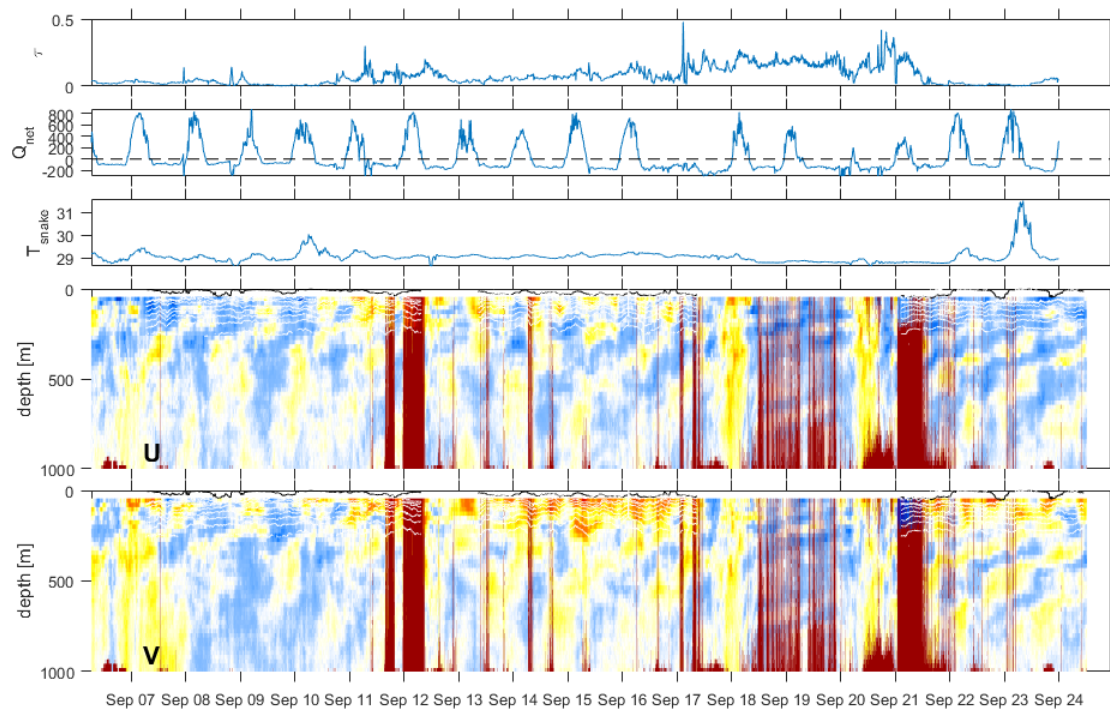 0.5
τ
0
800
600
400
200
0
-200
Q_net
31
30
29
T_snake
0
500
1000
depth [m]
U
0
500
1000
depth [m]
V
Sep 07 Sep 08 Sep 09 Sep 10 Sep 11 Sep 12 Sep 13 Sep 14 Sep 15 Sep 16 Sep 17 Sep 18 Sep 19 Sep 20 Sep 21 Sep 22 Sep 23 Sep 24